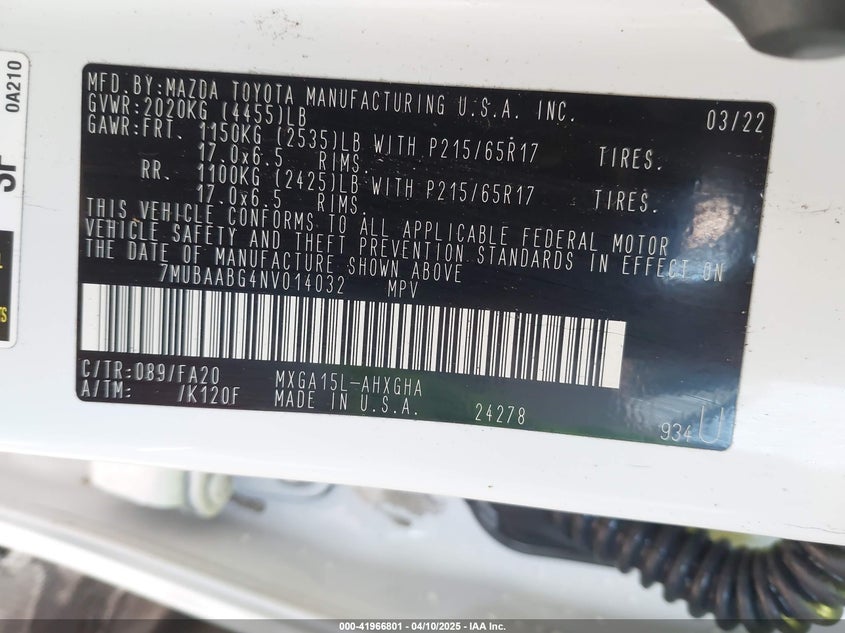 0A210
SP
MFD.BY:MAZDA TOYOTA MANUFACTURING U.S.A. INC. 03/22
GVWR:2020KG (4455)LB
GAWR:FRT. 1150KG (2535)LB WITH P215/65R17 TIRES.
17.0x6.5 RIMS.
RR. 1100KG (2425)LB WITH P215/65R17 TIRES.
17.0x6.5 RIMS.
THIS VEHICLE CONFORMS TO ALL APPLICABLE FEDERAL MOTOR
VEHICLE SAFETY AND THEFT PREVENTION STANDARDS IN EFFECT ON
THE DATE OF MANUFACTURE SHOWN ABOVE
7MUBAABG4NV014032 MPV
C/TR:089/FA20 MXGA15L-AHXGHA
A/TM: /K120F MADE IN U.S.A. 24278
934 U
000-41966801 - 04/10/2025 - IAA Inc.